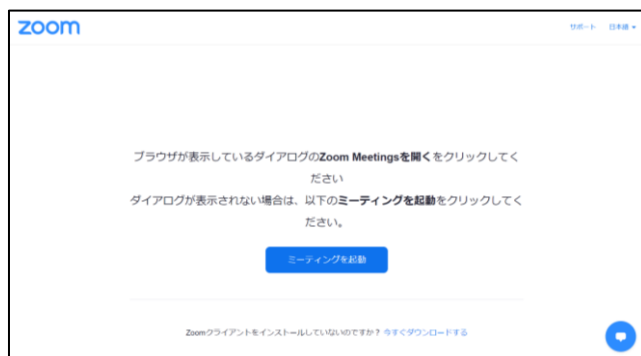 zoom
サポート 日本語
ブラウザが表示しているダイアログのZoom Meetingsを開くをクリックしてく
ださい
ダイアログが表示されない場合は、以下のミーティングを起動をクリックしてく
ださい。
ミーティングを起動
Zoomクライアントをインストールしていないのですか？ 今すぐダウンロードする